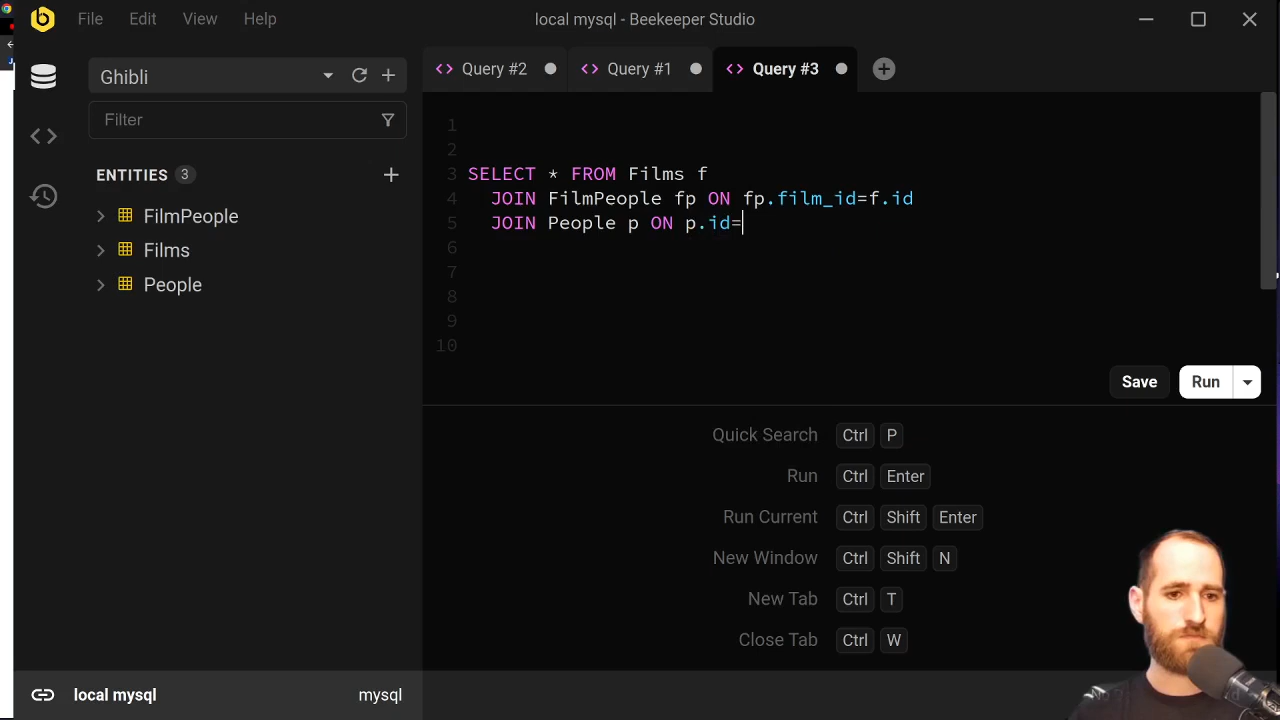 File Edit View Help local mysql - Beekeeper Studio
Ghibli
Filter
ENTITIES 3
FilmPeople
Films
People
Query #2 Query #1 Query #3
1
2
3 SELECT * FROM Films f
4 JOIN FilmPeople fp ON fp.film_id=f.id
5 JOIN People p ON p.id=
6
7
8
9
10
Save Run
Quick Search Ctrl P
Run Ctrl Enter
Run Current Ctrl Shift Enter
New Window Ctrl Shift N
New Tab Ctrl T
Close Tab Ctrl W
local mysql mysql